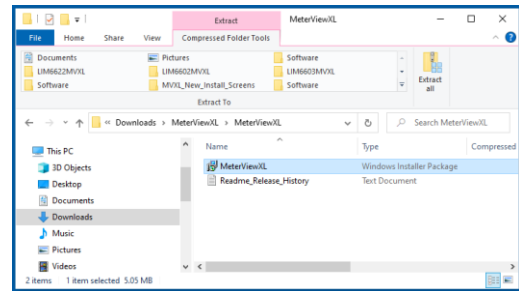 Extract
MeterViewXL
File
Home
Share
View
Compressed Folder Tools
Documents
Pictures
Software
LIM6622MVXL
LIM6602MVXL
LIM6603MVXL
Software
MVXL_New_Install_Screens
Software
Extract all
Extract To
« Downloads > MeterViewXL > MeterViewXL
Search MeterViewXL
This PC
3D Objects
Desktop
Documents
Downloads
Music
Pictures
Videos
Name
Type
Compressed
MeterViewXL
Windows Installer Package
Readme_Release_History
Text Document
2 items
1 item selected 5.05 MB